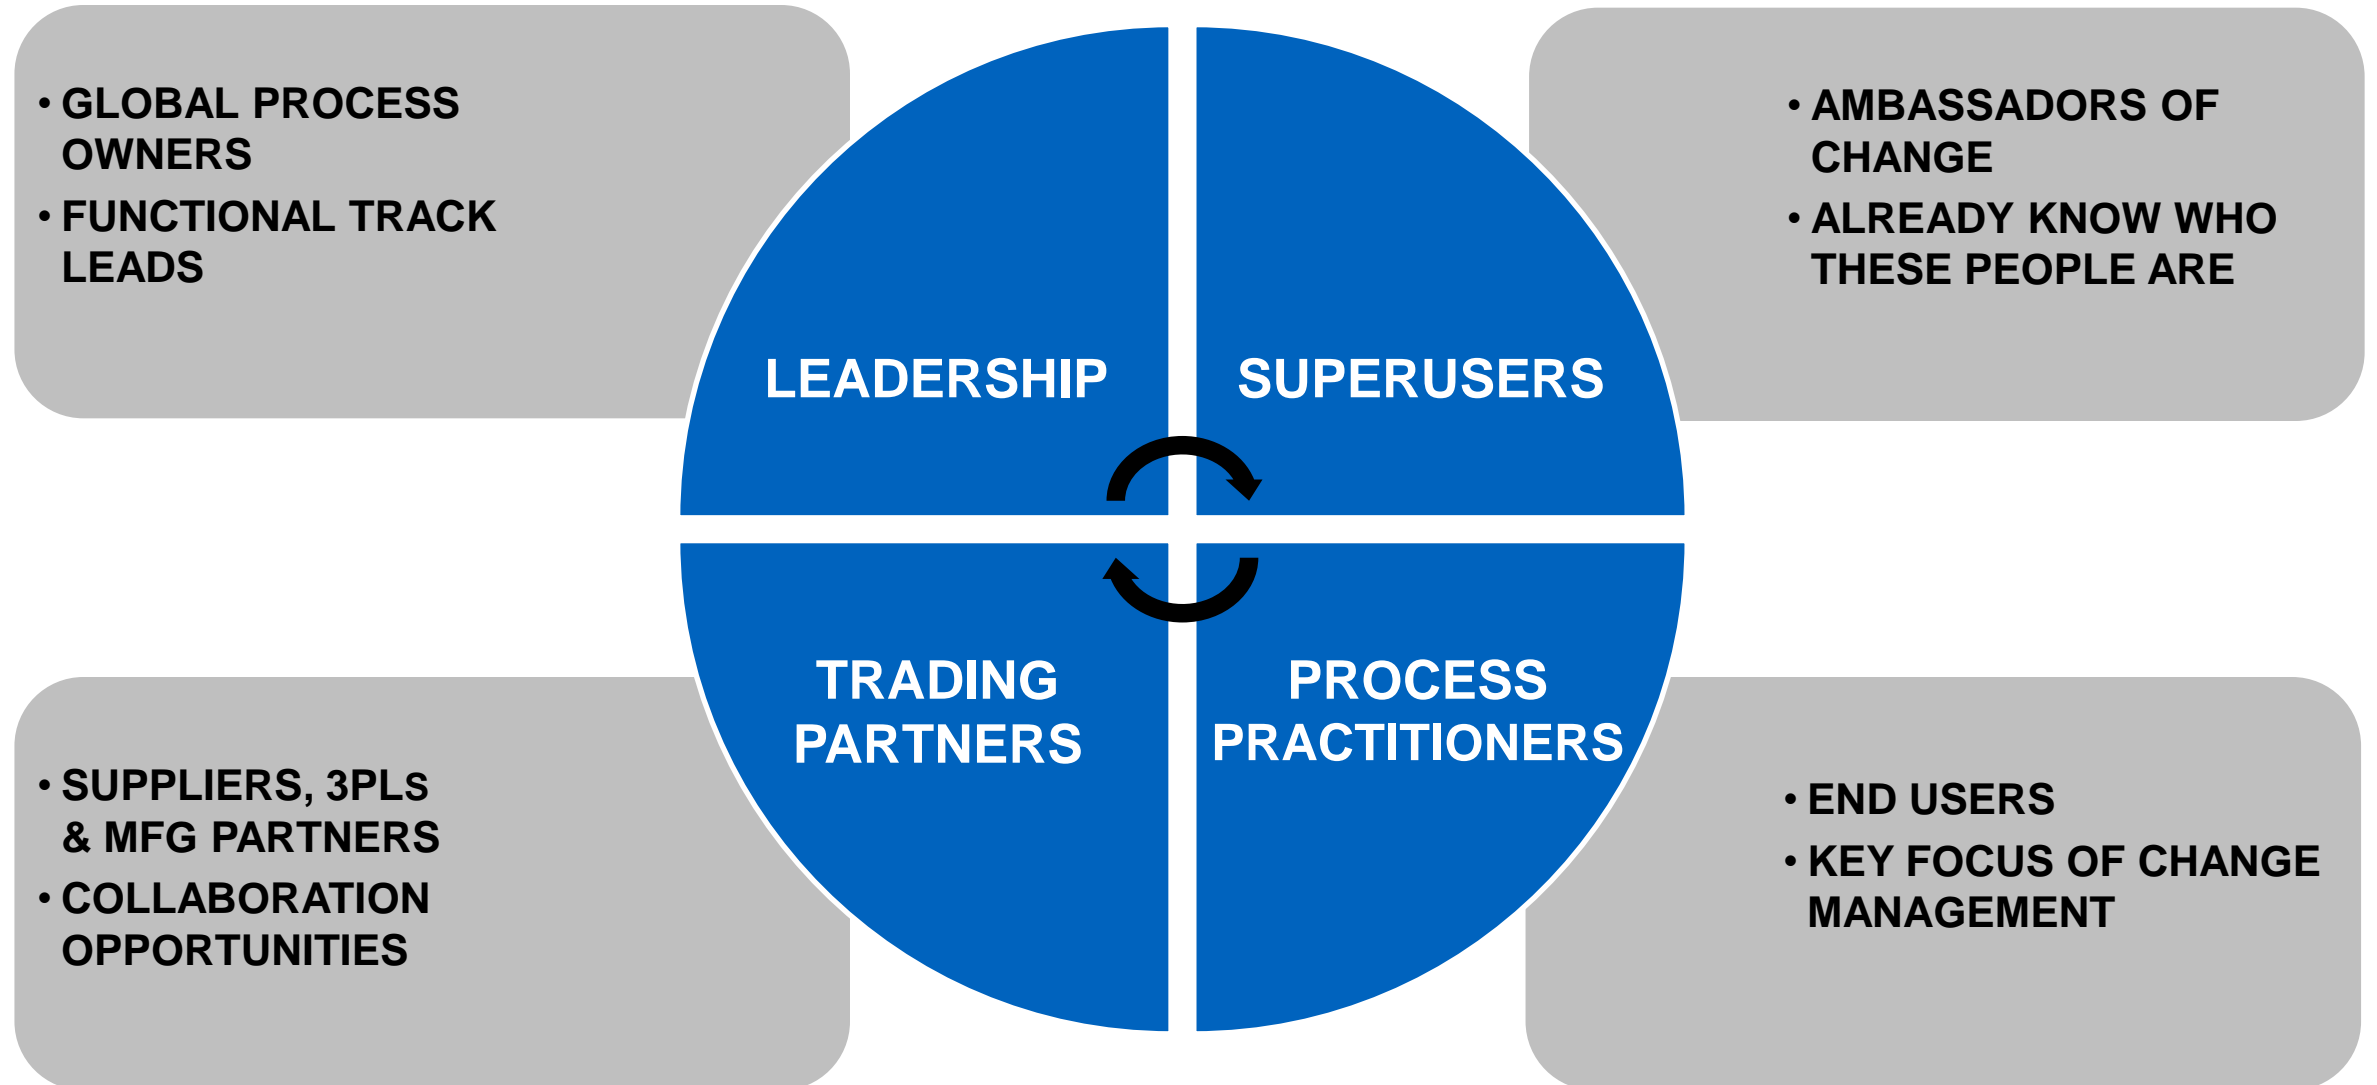 • GLOBAL PROCESS
OWNERS
• FUNCTIONAL TRACK
LEADS
LEADERSHIP
SUPERUSERS
• AMBASSADORS OF
CHANGE
• ALREADY KNOW WHO
THESE PEOPLE ARE
• SUPPLIERS, 3PLs
& MFG PARTNERS
• COLLABORATION
OPPORTUNITIES
TRADING
PARTNERS
PROCESS
PRACTITIONERS
• END USERS
• KEY FOCUS OF CHANGE
MANAGEMENT